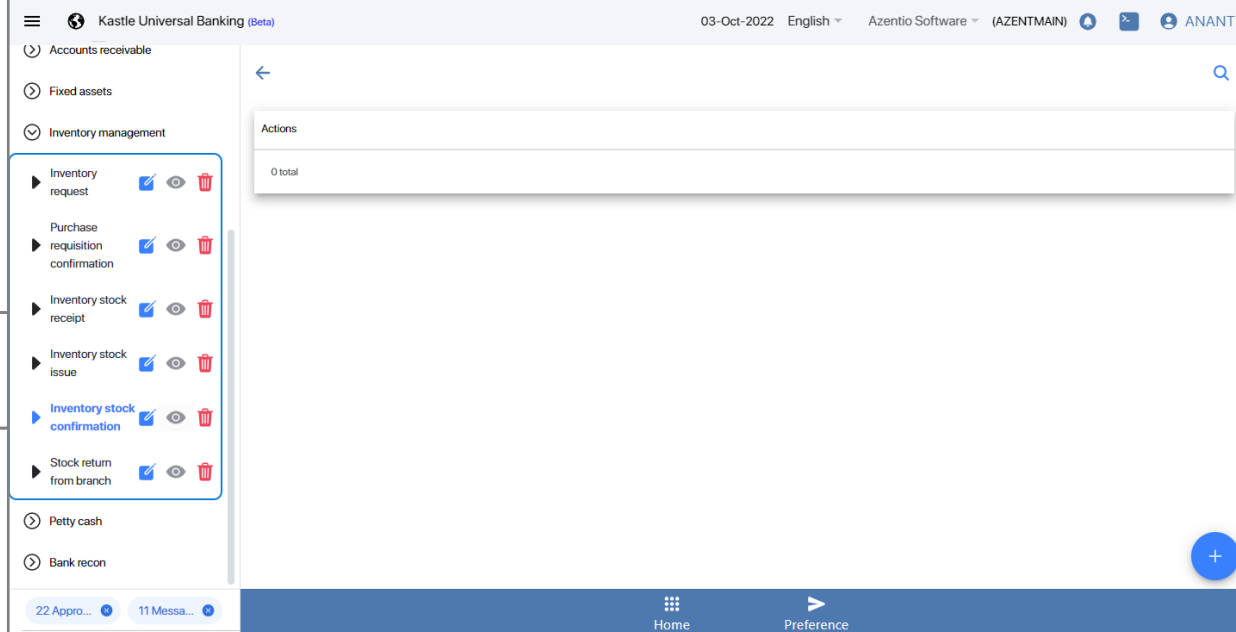 Kastle Universal Banking (Beta)
03-Oct-2022 English Azentio Software (AZENTMAIN) ANANT
Accounts receivable
Fixed assets
Inventory management
Inventory
request
Purchase
requisition
confirmation
Inventory stock
receipt
Inventory stock
issue
Inventory stock
confirmation
Stock return
from branch
Petty cash
Bank recon
22 Appro... 11 Messa...
Actions
0 total
Home Preference